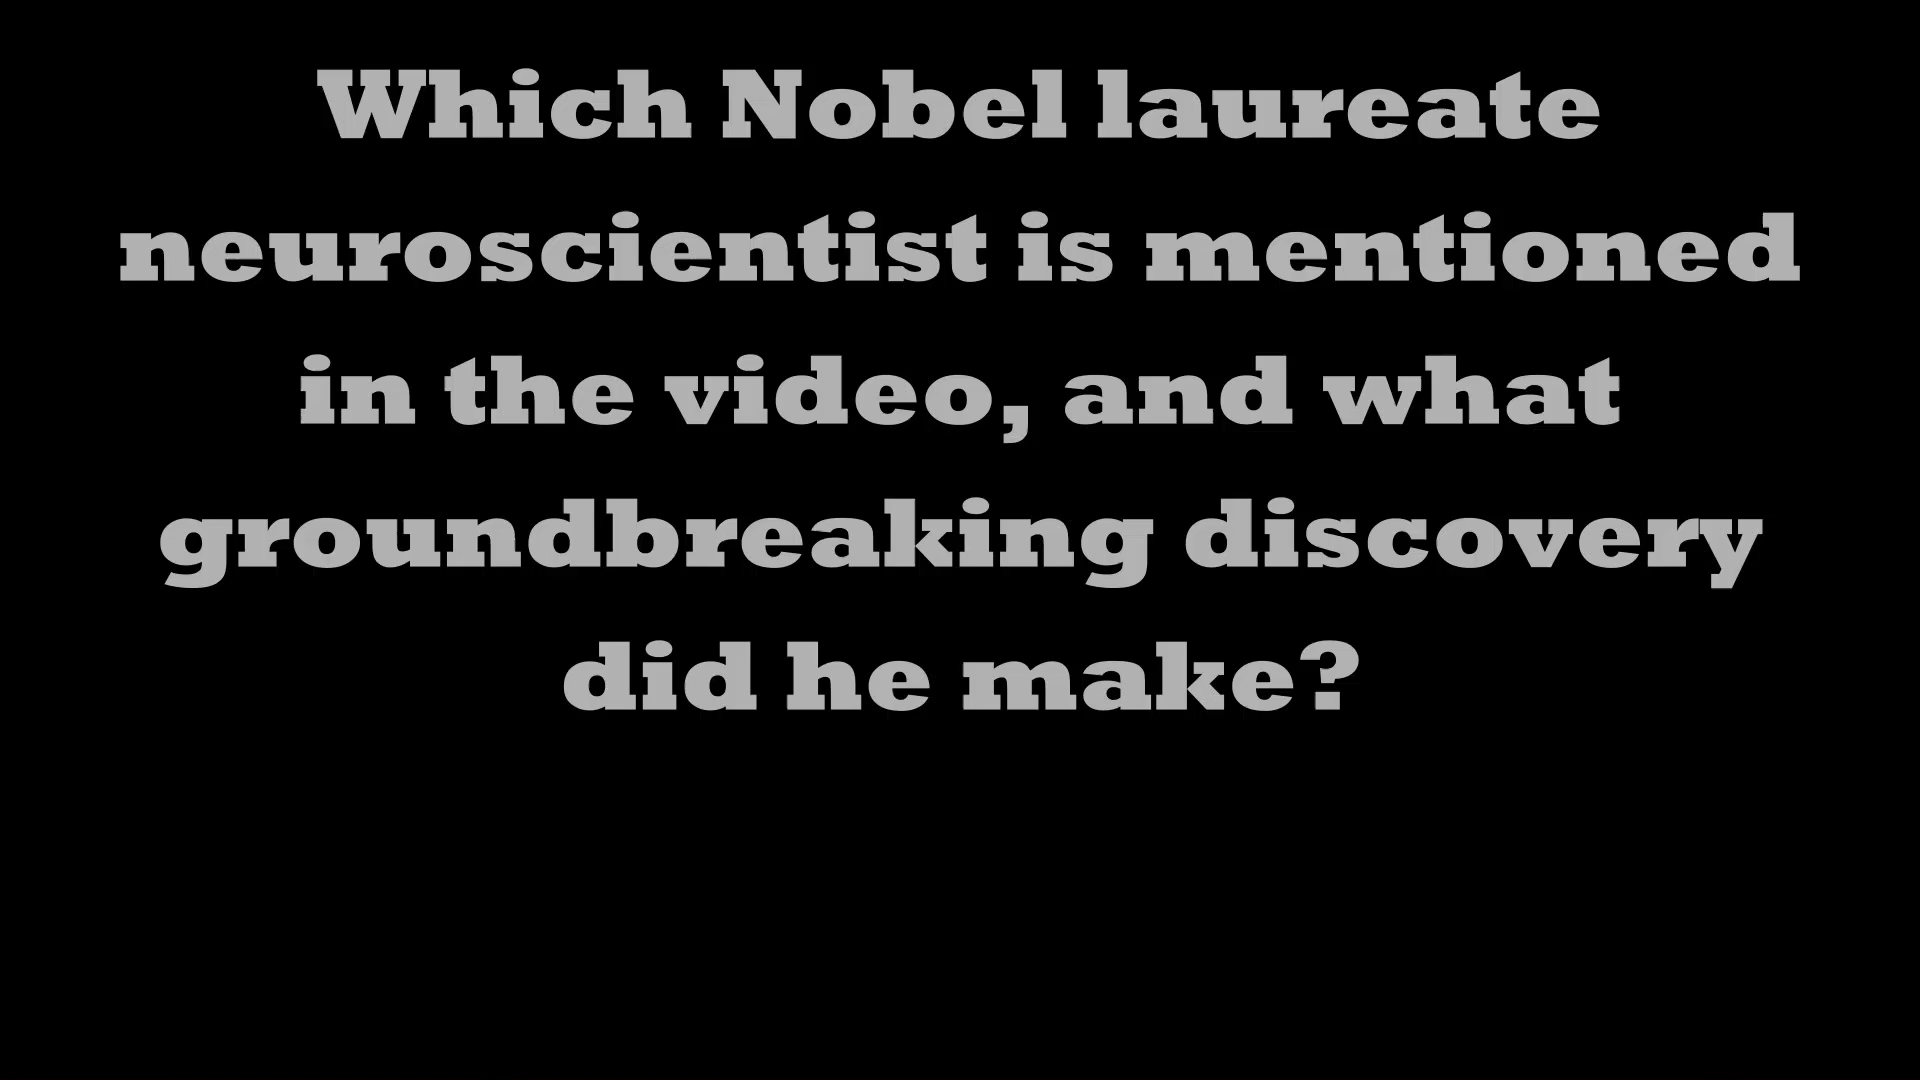 Which Nobel laureate
neuroscientist is mentioned
in the video, and what
groundbreaking discovery
did he make?